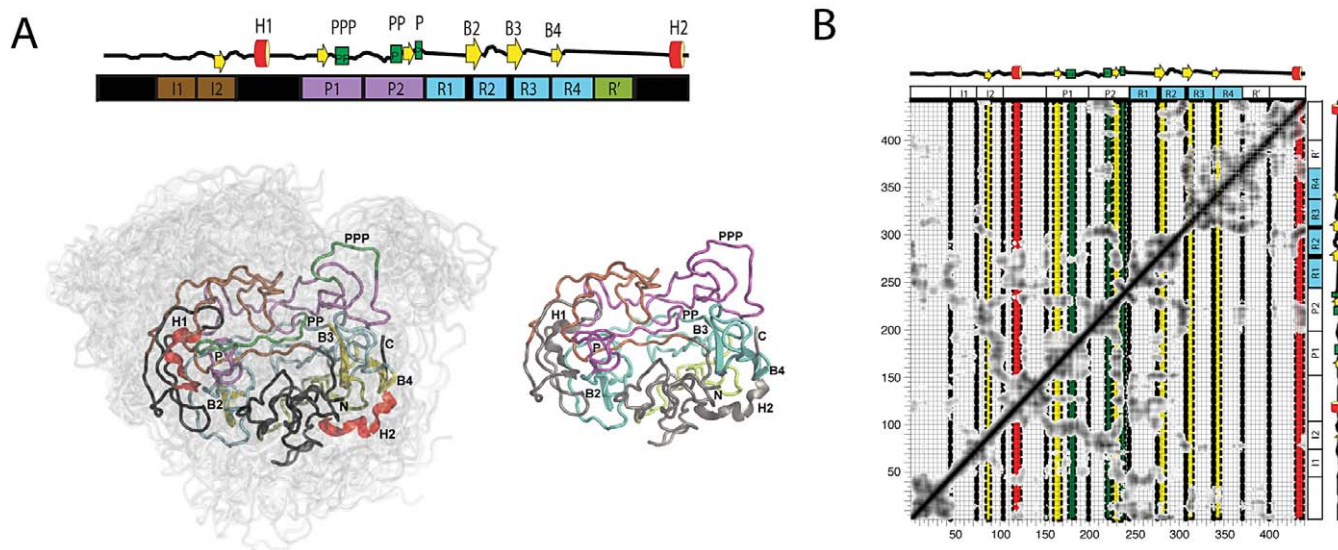 A
H1 PPP PP P B2 B3 B4 H2
I1 I2 P1 P2 R1 R2 R3 R4 R'
PPP
H1
PP
B3
C
P
B4
B2
N
H2
PPP
H1
PP
B3
C
P
B4
B2
N
H2
B
I1 I2 P1 P2 R1 R2 R3 R4 R'
400
350
300
250
200
150
100
50
50 100 150 200 250 300 350 400
R'
R4
R3
R2
R1
P2
P1
I2
I1